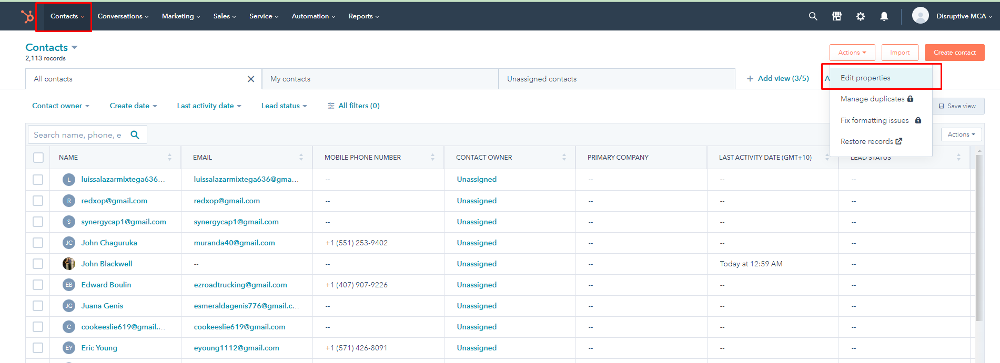 Contacts Conversations Marketing Sales Service Automation Reports Disruptive MCA
Contacts
2,113 records
Actions Import Create contact
All contacts My contacts Unassigned contacts + Add view (3/5) A
Edit properties
Manage duplicates
Fix formatting issues
Restore records
Contact owner Create date Last activity date Lead status All filters (0) Save view
Search name, phone, e Actions
NAME EMAIL MOBILE PHONE NUMBER CONTACT OWNER PRIMARY COMPANY LAST ACTIVITY DATE (GMT+10) LEAD STATUS
L luissalazarmixtega636... luissalazarmixtega636@gma... -- Unassigned -- -- --
R redxop@gmail.com redxop@gmail.com -- Unassigned -- -- --
S synergycap1@gmail.com synergycap1@gmail.com -- Unassigned -- -- --
JC John Chaguruka muranda40@gmail.com +1 (551) 253-9402 Unassigned -- -- --
John Blackwell -- -- Unassigned -- Today at 12:59 AM --
EB Edward Boulin ezroadtrucking@gmail.com +1 (407) 907-9226 Unassigned -- -- --
JG Juana Genis esmeraldagenis776@gmail.c... -- Unassigned -- -- --
C cookeeslie619@gmail.... cookeeslie619@gmail.com -- Unassigned -- -- --
EY Eric Young eyoung1112@gmail.com +1 (571) 426-8091 Unassigned -- -- --